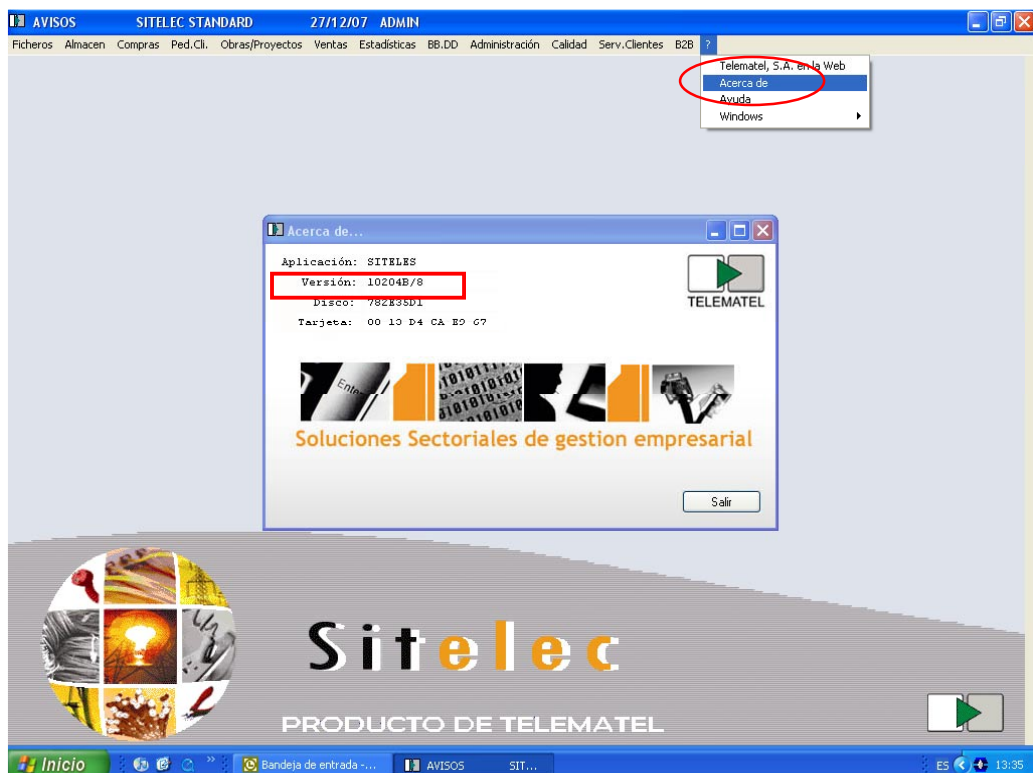 AVISOS SITELEC STANDARD 27/12/07 ADMIN
Ficheros Almacen Compras Ped.Cli. Obras/Proyectos Ventas Estadísticas BB.DD Administración Calidad Serv.Clientes B2B ?
Telematel, S.A. en la Web
Acerca de
Ayuda
Windows
Acerca de...
Aplicación: SITELES
Versión: 10204B/8
Disco: 782E35D1
Tarjeta: 00 13 D4 CA E9 67
TELEMATEL
Soluciones Sectoriales de gestion empresarial
Salir
Sitelec
PRODUCTO DE TELEMATEL
Inicio Bandeja de entrada -... AVISOS SIT... ES 13:35